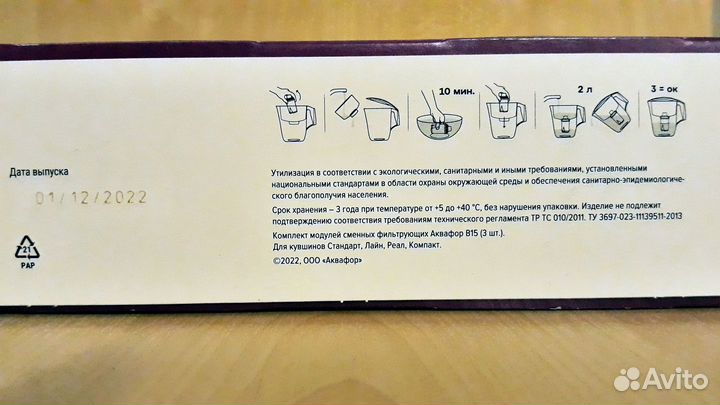 10 мин.
2 л
3 = ок
Дата выпуска
01/12/2022
21
PAP
Утилизация в соответствии с экологическими, санитарными и иными требованиями, установленными
национальными стандартами в области охраны окружающей среды и обеспечения санитарно-эпидемиологиче-
ского благополучия населения.
Срок хранения – 3 года при температуре от +5 до +40 °С, без нарушения упаковки. Изделие не подлежит
подтверждению соответствия требованиям технического регламента ТР ТС 010/2011. ТУ 3697-023-11139511-2013
Комплект модулей сменных фильтрующих Аквафор В15 (3 шт.).
Для кувшинов Стандарт, Лайн, Реал, Компакт.
©2022, ООО «Аквафор»
Avito